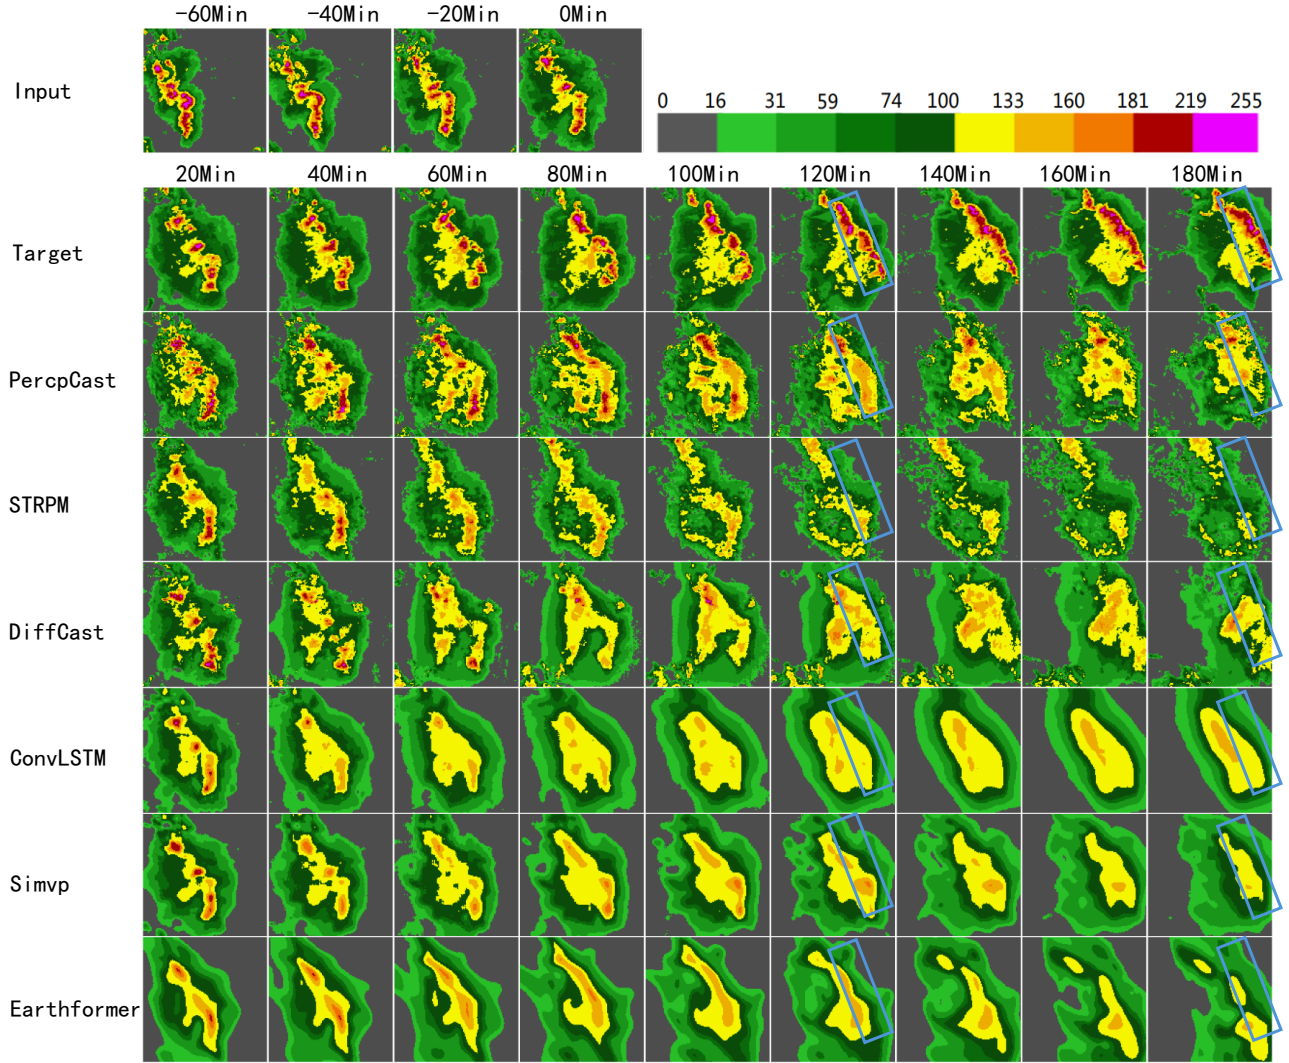 -60Min -40Min -20Min 0Min
Input
0 16 31 59 74 100 133 160 181 219 255
20Min 40Min 60Min 80Min 100Min 120Min 140Min 160Min 180Min
Target
PercpCast
STRPM
DiffCast
ConvLSTM
Simvp
Earthformer